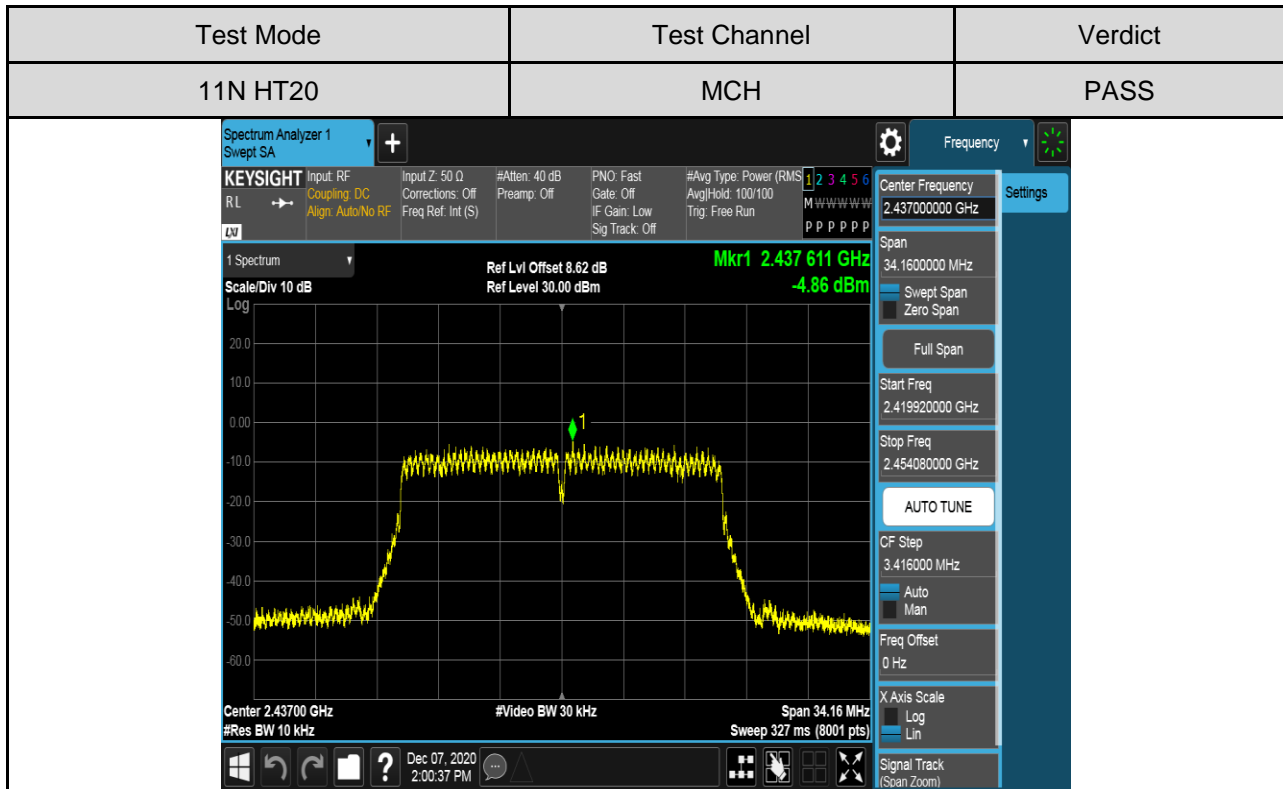 Test Mode Test Channel Verdict
11N HT20 MCH PASS
Spectrum Analyzer 1
Swept SA
Frequency
KEYSIGHT
RL
LXI
Input: RF
Coupling: DC
Align: Auto/No RF
Input Z: 50 Ω
Corrections: Off
Freq Ref: Int (S)
#Atten: 40 dB
Preamp: Off
PNO: Fast
Gate: Off
IF Gain: Low
Sig Track: Off
#Avg Type: Power (RMS
Avg|Hold: 100/100
Trig: Free Run
1 2 3 4 5 6
M W W W W W
P P P P P P
1 Spectrum
Scale/Div 10 dB
Ref Lvl Offset 8.62 dB
Ref Level 30.00 dBm
Mkr1 2.437 611 GHz
-4.86 dBm
Log
20.0
10.0
0.00
1
-10.0
-20.0
-30.0
-40.0
-50.0
-60.0
Center 2.43700 GHz
#Res BW 10 kHz
#Video BW 30 kHz
Span 34.16 MHz
Sweep 327 ms (8001 pts)
Center Frequency
2.437000000 GHz
Settings
Span
34.1600000 MHz
Swept Span
Zero Span
Full Span
Start Freq
2.419920000 GHz
Stop Freq
2.454080000 GHz
AUTO TUNE
CF Step
3.416000 MHz
Auto
Man
Freq Offset
0 Hz
X Axis Scale
Log
Lin
Signal Track
(Span Zoom)
?
Dec 07, 2020
2:00:37 PM